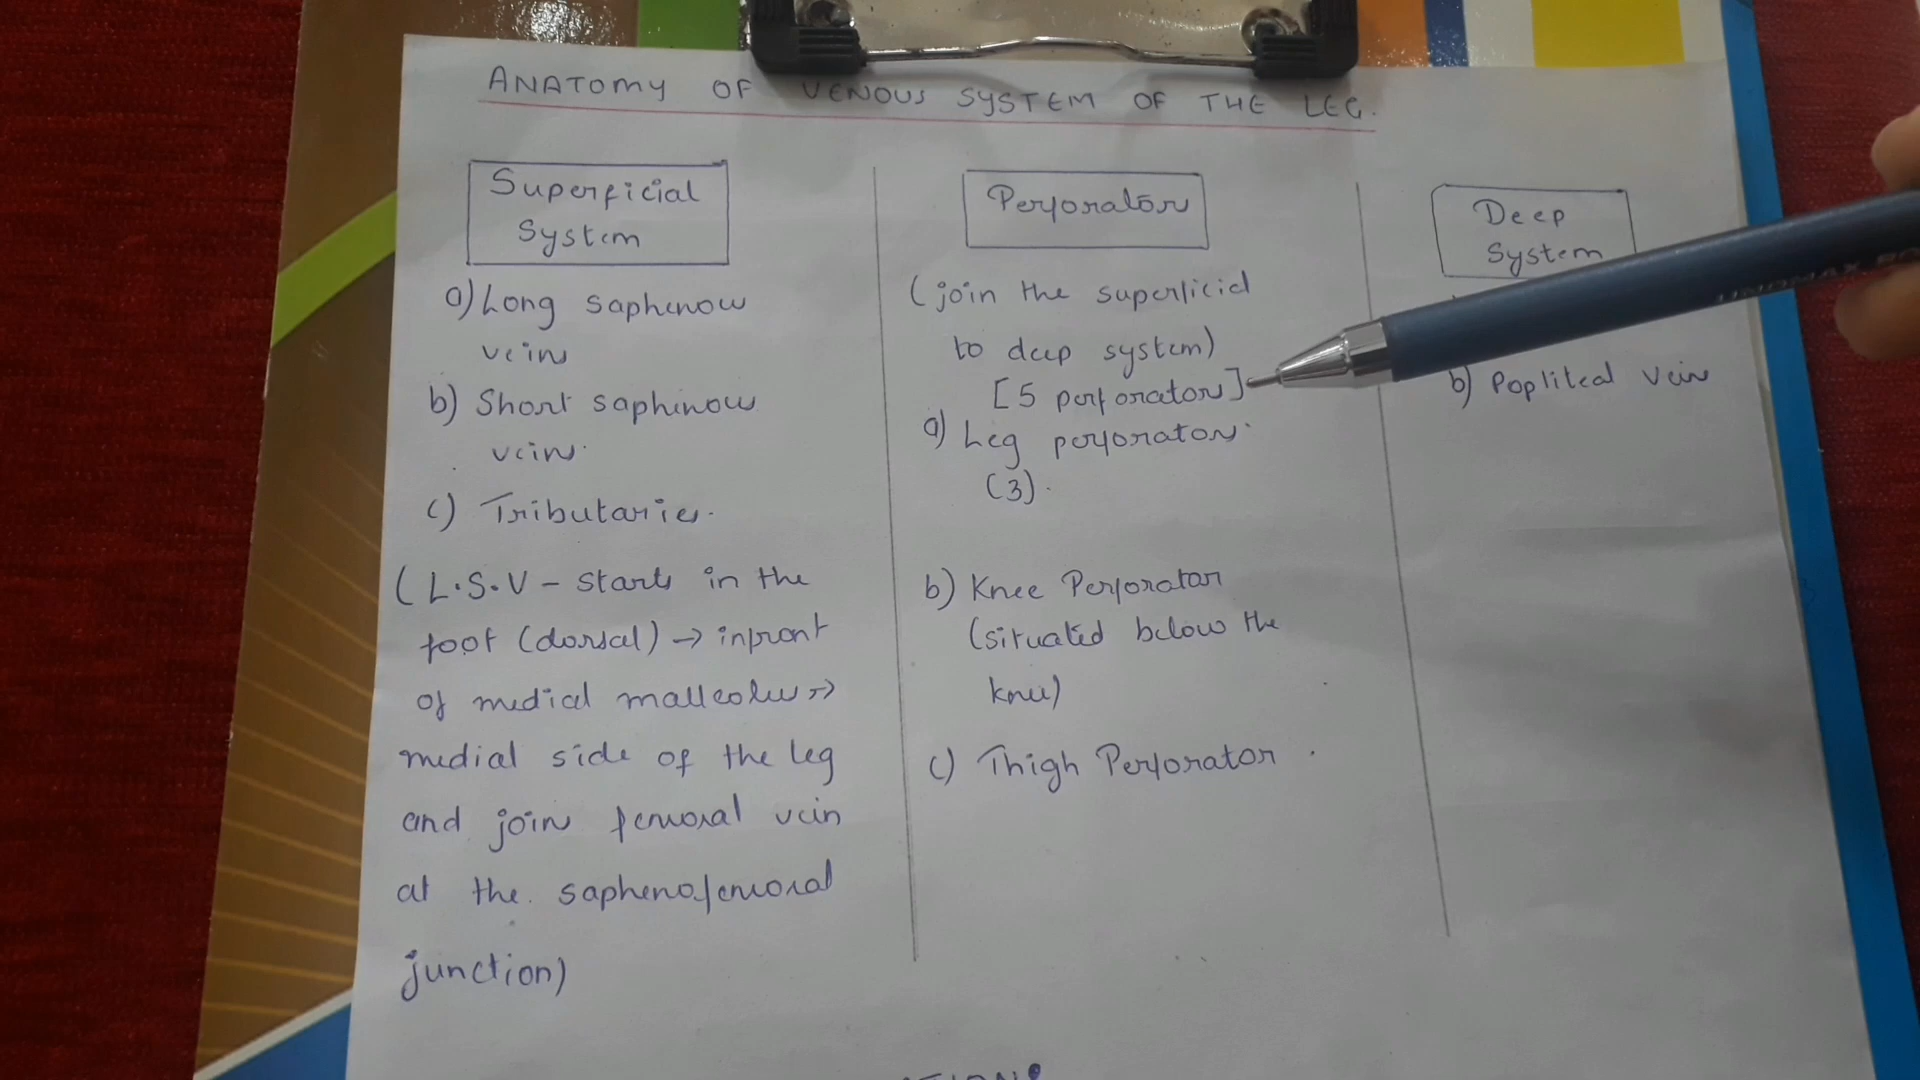 ANATOMY OF VENOUS SYSTEM OF THE LEG.
Superficial
System
a) Long saphenous
vein
b) Short saphenous
vein.
c) Tributaries.
(L.S.V - starts in the
foot (dorsal) → infront
of medial malleolus →
medial side of the leg
and join femoral vein
at the saphenofemoral
junction)
Perforator
(join the superficial
to deep system)
[5 perforator]
a) Leg perforator.
(3).
b) Knee Perforator
(situated below the
knee)
c) Thigh Perforator.
Deep
System
b) Popliteal vein